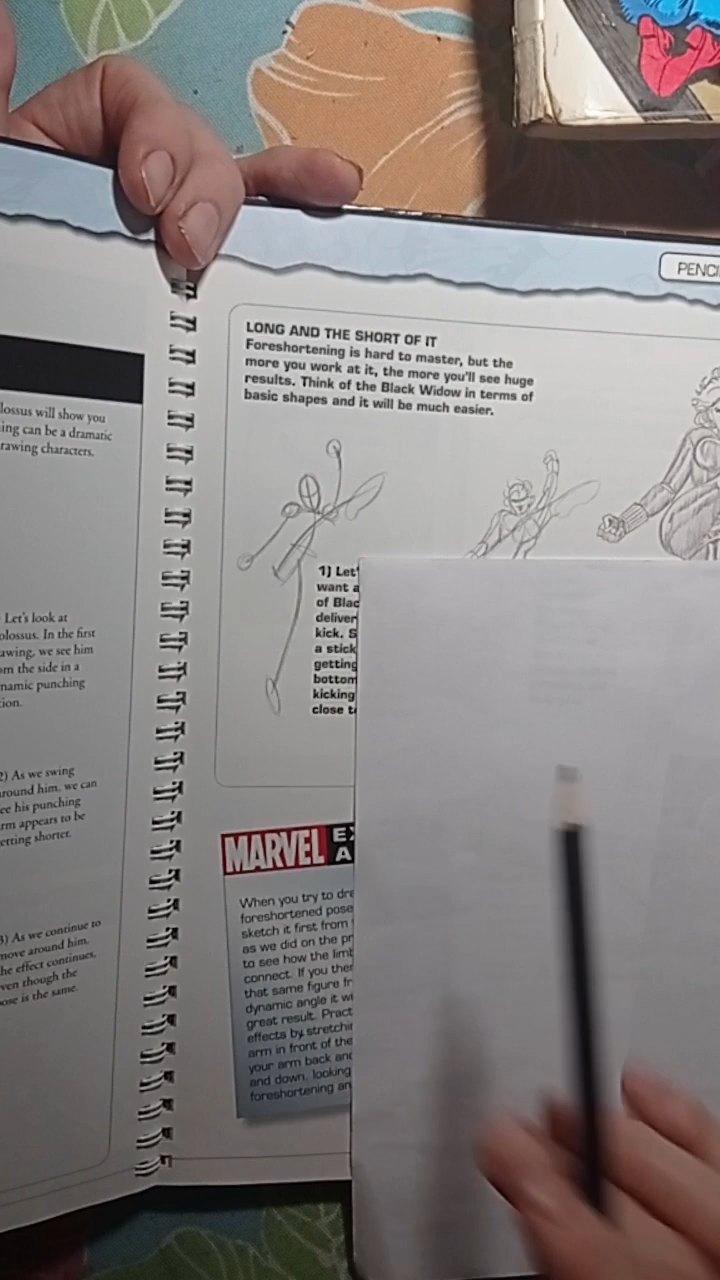 lossus will show you
ing can be a dramatic
rawing characters.
Let's look at
olossus. In the first
awing, we see him
om the side in a
namic punching
ion.
2) As we swing
around him, we can
ee his punching
rm appears to be
etting shorter.
3) As we continue to
move around him,
he effect continues,
ven though the
ose is the same.
PENCI
LONG AND THE SHORT OF IT
Foreshortening is hard to master, but the
more you work at it, the more you'll see huge
results. Think of the Black Widow in terms of
basic shapes and it will be much easier.
1) Let'
want a
of Blac
deliver
kick. S
a stick
getting
bottom
kicking
close t
MARVEL E
A
When you try to dra
foreshortened pose
sketch it first from
as we did on the pr
to see how the limb
connect. If you ther
that same figure fr
dynamic angle it wi
great result. Pract
effects by stretchin
arm in front of the
your arm back and
and down, looking
foreshortening an